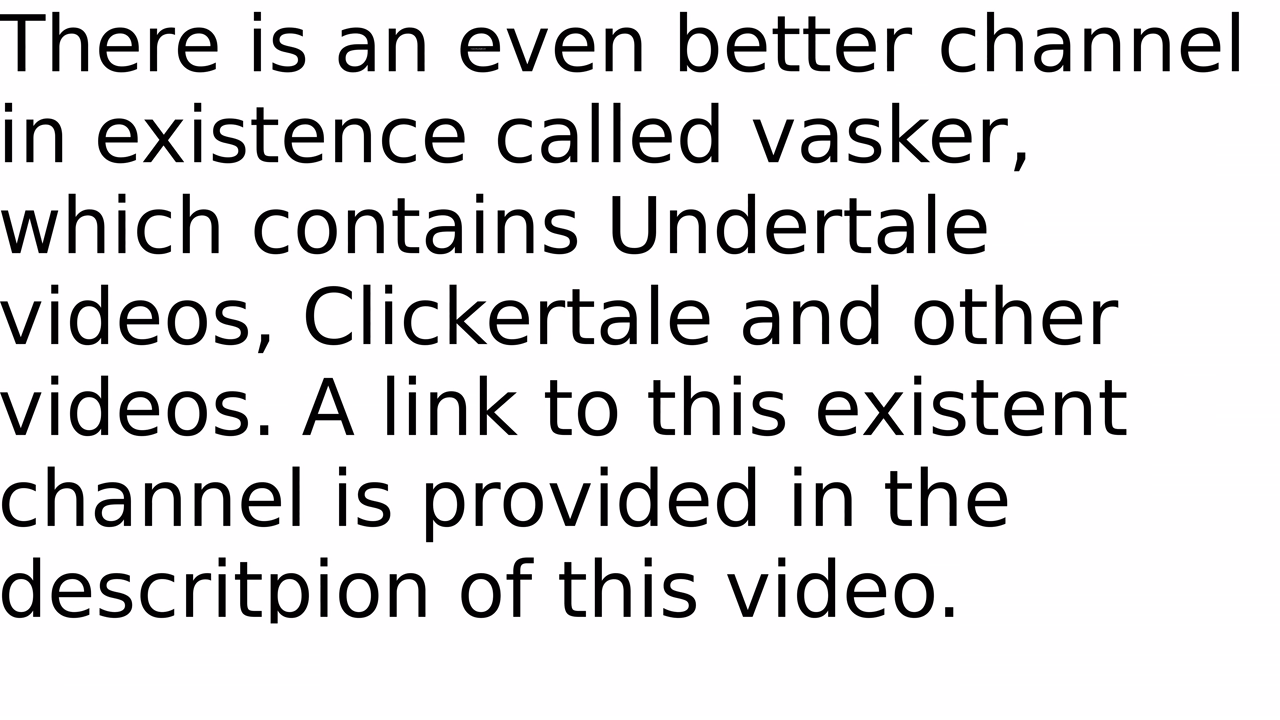 There is an even better channel
in existence called vasker,
which contains Undertale
videos, Clickertale and other
videos. A link to this existent
channel is provided in the
descritpion of this video.